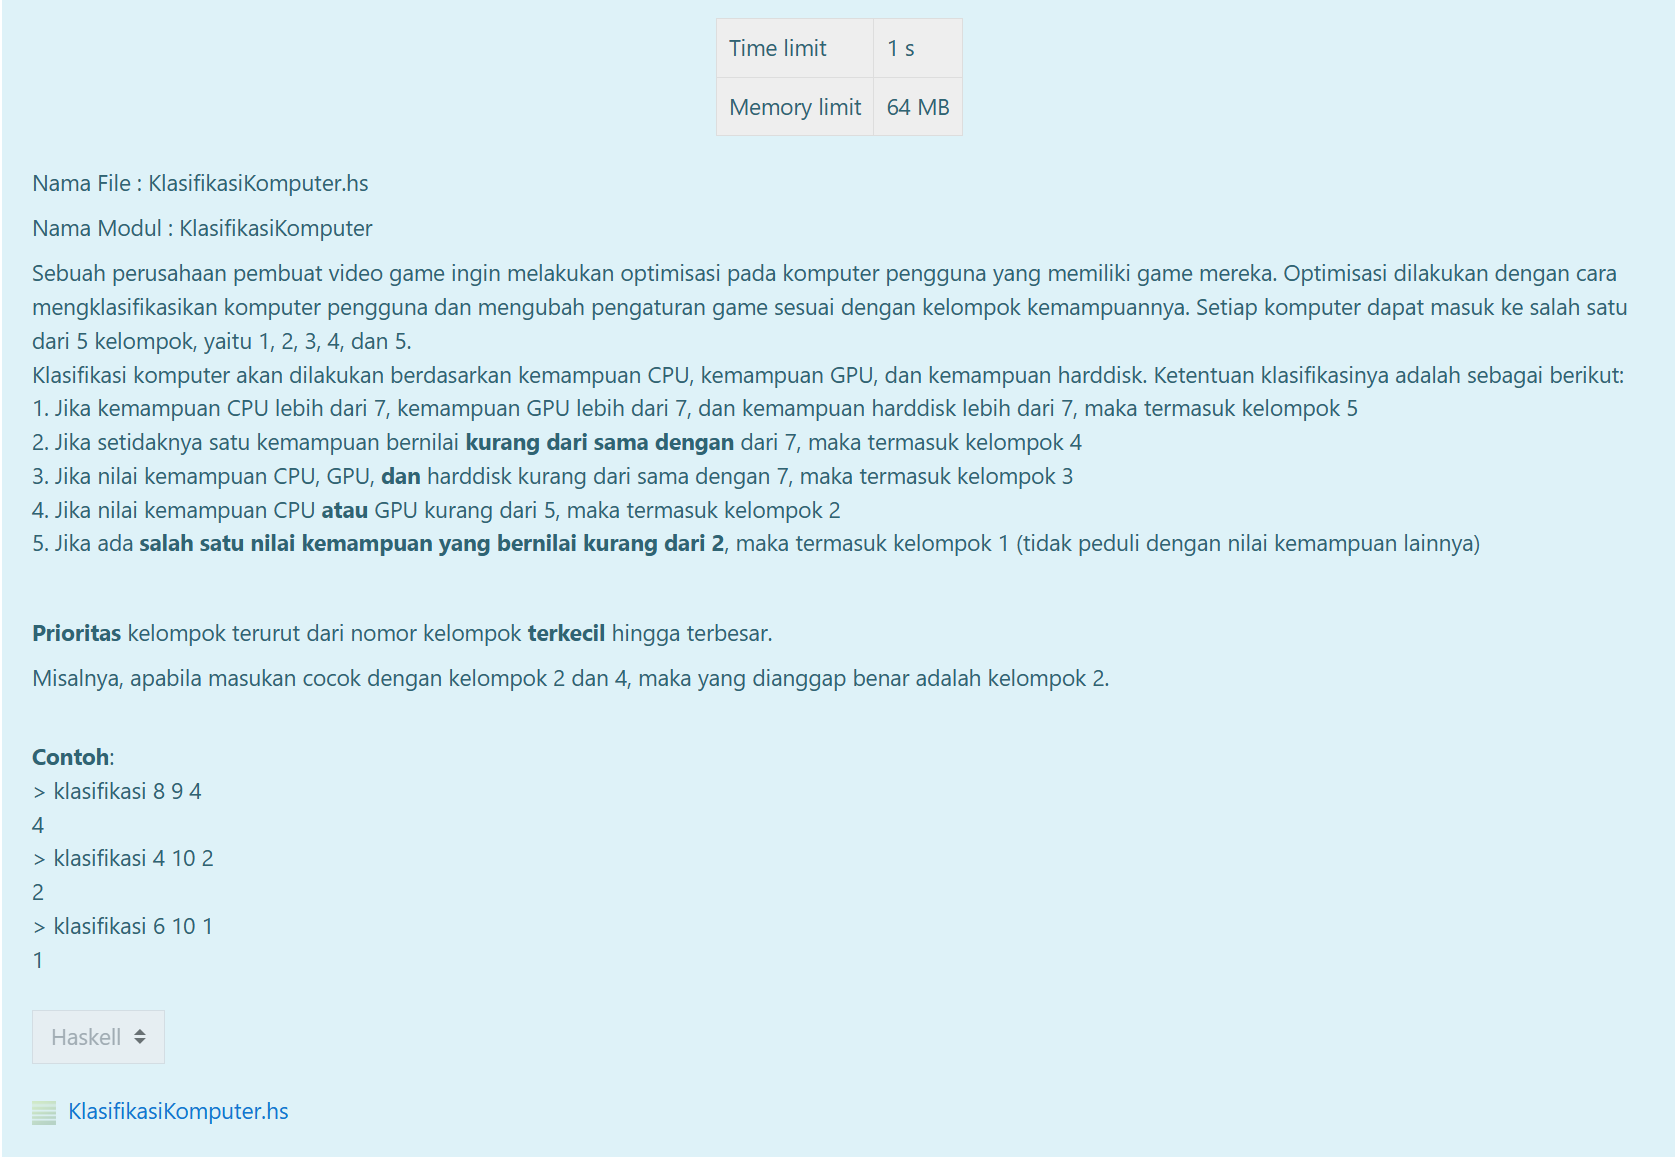 Time limit 1 s
Memory limit 64 MB
Nama File : KlasifikasiKomputer.hs
Nama Modul : KlasifikasiKomputer
Sebuah perusahaan pembuat video game ingin melakukan optimisasi pada komputer pengguna yang memiliki game mereka. Optimisasi dilakukan dengan cara
mengklasifikasikan komputer pengguna dan mengubah pengaturan game sesuai dengan kelompok kemampuannya. Setiap komputer dapat masuk ke salah satu
dari 5 kelompok, yaitu 1, 2, 3, 4, dan 5.
Klasifikasi komputer akan dilakukan berdasarkan kemampuan CPU, kemampuan GPU, dan kemampuan harddisk. Ketentuan klasifikasinya adalah sebagai berikut:
1. Jika kemampuan CPU lebih dari 7, kemampuan GPU lebih dari 7, dan kemampuan harddisk lebih dari 7, maka termasuk kelompok 5
2. Jika setidaknya satu kemampuan bernilai kurang dari sama dengan dari 7, maka termasuk kelompok 4
3. Jika nilai kemampuan CPU, GPU, dan harddisk kurang dari sama dengan 7, maka termasuk kelompok 3
4. Jika nilai kemampuan CPU atau GPU kurang dari 5, maka termasuk kelompok 2
5. Jika ada salah satu nilai kemampuan yang bernilai kurang dari 2, maka termasuk kelompok 1 (tidak peduli dengan nilai kemampuan lainnya)
Prioritas kelompok terurut dari nomor kelompok terkecil hingga terbesar.
Misalnya, apabila masukan cocok dengan kelompok 2 dan 4, maka yang dianggap benar adalah kelompok 2.
Contoh:
> klasifikasi 8 9 4
4
> klasifikasi 4 10 2
2
> klasifikasi 6 10 1
1
Haskell
KlasifikasiKomputer.hs